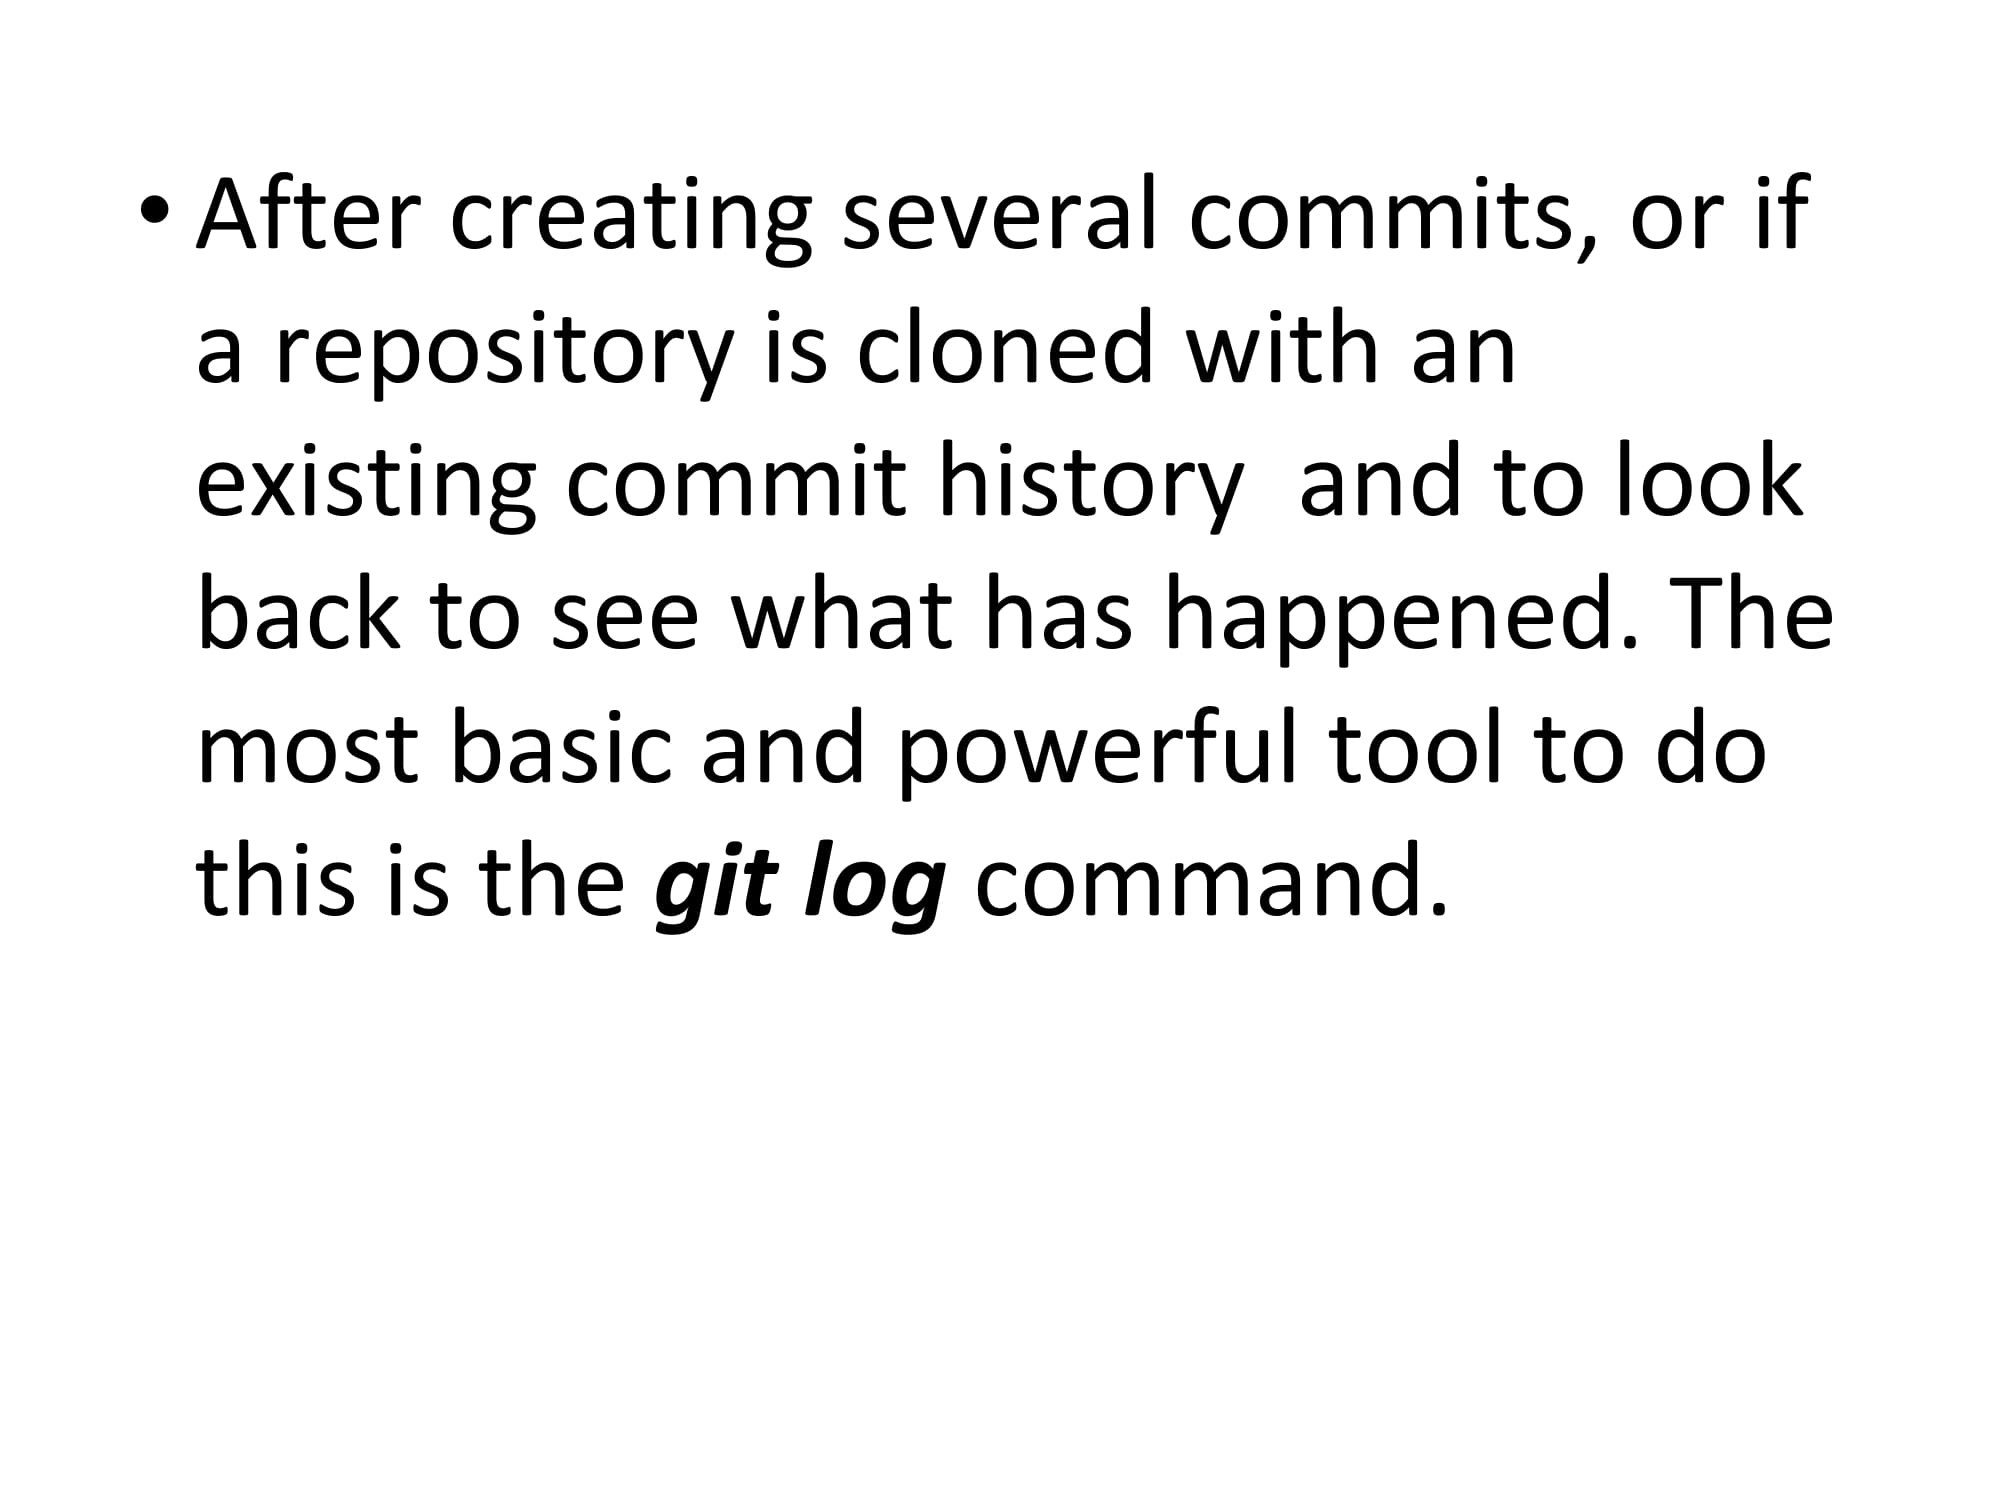 • After creating several commits, or if
a repository is cloned with an
existing commit history  and to look
back to see what has happened. The
most basic and powerful tool to do
this is the git log command.